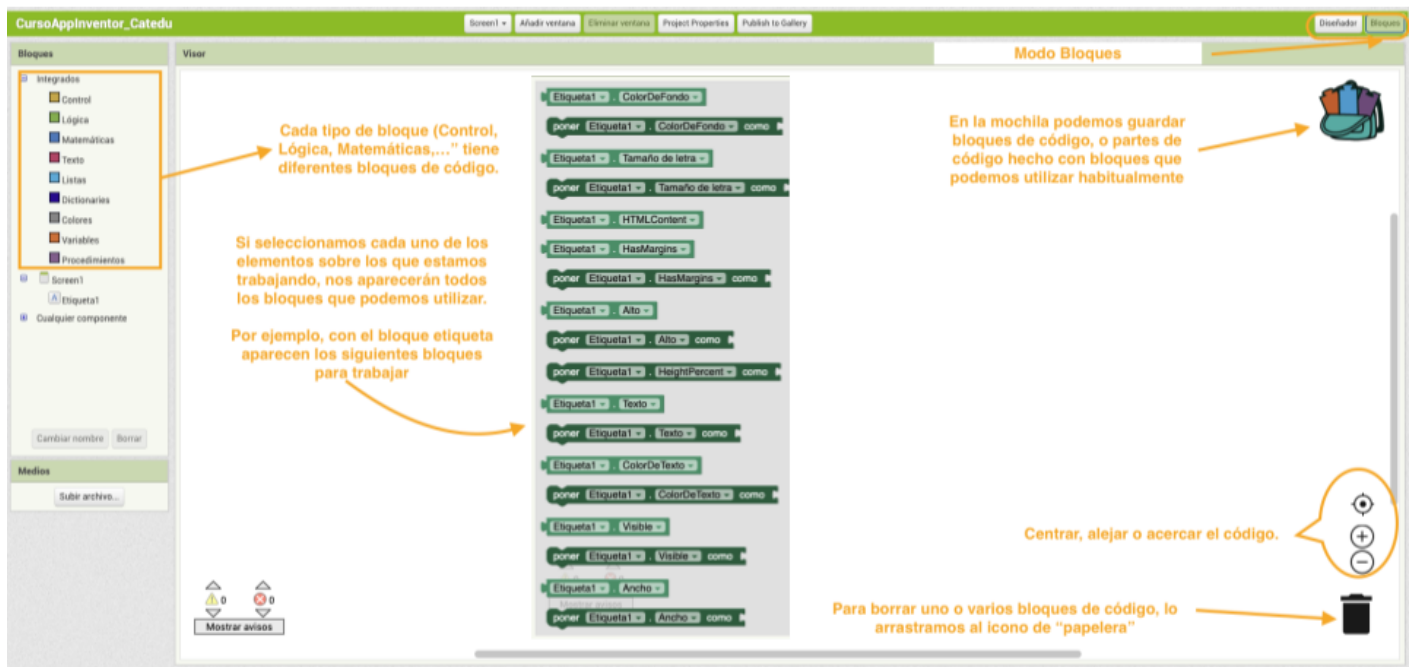 CursoAppInventor_Catedu
Screen1
Añadir ventana
Eliminar ventana
Project Properties
Publish to Gallery
Diseñador
Bloques
Bloques
Visor
Modo Bloques
Integrados
Control
Lógica
Matemáticas
Texto
Listas
Dictionaries
Colores
Variables
Procedimientos
Screen1
Etiqueta1
Cualquier componente
Cambiar nombre
Borrar
Medios
Subir archivo...
Cada tipo de bloque (Control,
Lógica, Matemáticas,...” tiene
diferentes bloques de código.
Si seleccionamos cada uno de los
elementos sobre los que estamos
trabajando, nos aparecerán todos
los bloques que podemos utilizar.
Por ejemplo, con el bloque etiqueta
aparecen los siguientes bloques
para trabajar
0 0
Mostrar avisos
Etiqueta1 . ColorDeFondo
poner Etiqueta1 . ColorDeFondo como
Etiqueta1 . Tamaño de letra
poner Etiqueta1 . Tamaño de letra como
Etiqueta1 . HTMLContent
Etiqueta1 . HasMargins
poner Etiqueta1 . HasMargins como
Etiqueta1 . Alto
poner Etiqueta1 . Alto como
poner Etiqueta1 . HeightPercent como
Etiqueta1 . Texto
poner Etiqueta1 . Texto como
Etiqueta1 . ColorDeTexto
poner Etiqueta1 . ColorDeTexto como
Etiqueta1 . Visible
poner Etiqueta1 . Visible como
Etiqueta1 . Ancho
Mostrar avisos
poner Etiqueta1 . Ancho como
En la mochila podemos guardar
bloques de código, o partes de
código hecho con bloques que
podemos utilizar habitualmente
Centrar, alejar o acercar el código.
Para borrar uno o varios bloques de código, lo
arrastramos al icono de “papelera”